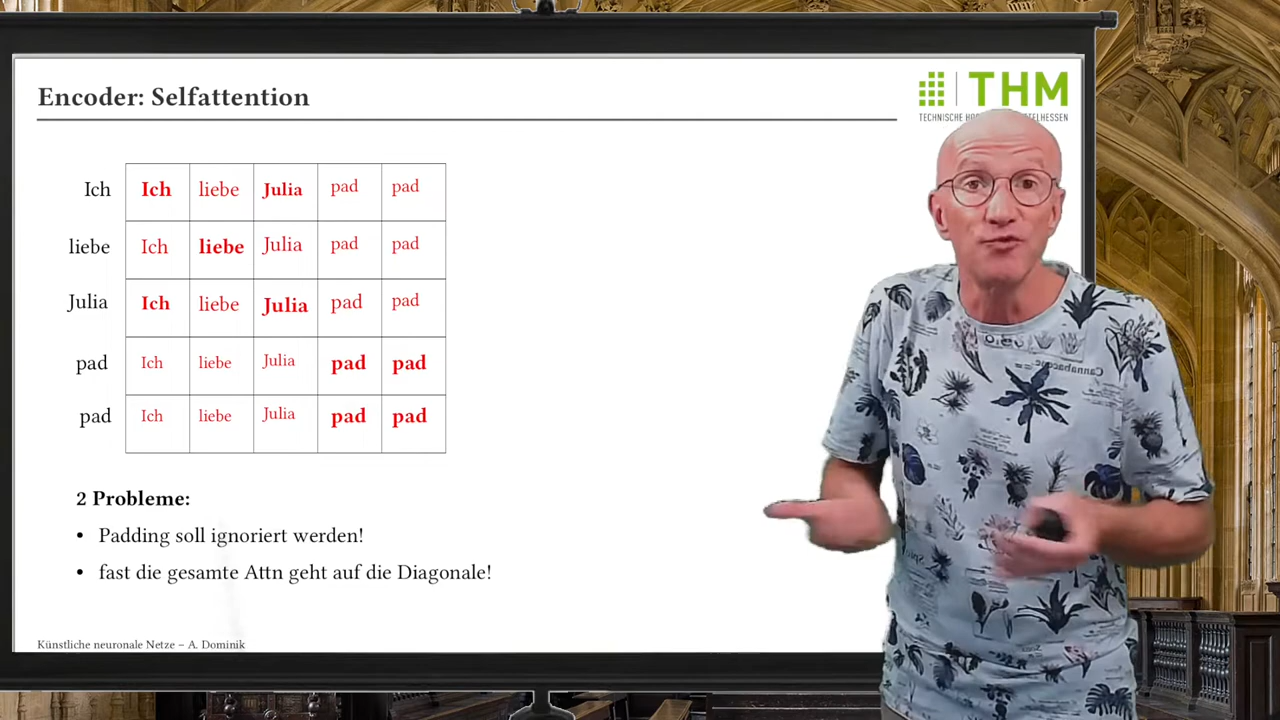 Encoder: Selfattention
THM
TECHNISCHE
Ich Ich liebe Julia pad pad
liebe Ich liebe Julia pad pad
Julia Ich liebe Julia pad pad
pad Ich liebe Julia pad pad
pad Ich liebe Julia pad pad
2 Probleme:
• Padding soll ignoriert werden!
• fast die gesamte Attn geht auf die Diagonale!
Künstliche neuronale Netze – A. Dominik
Cannabaceae